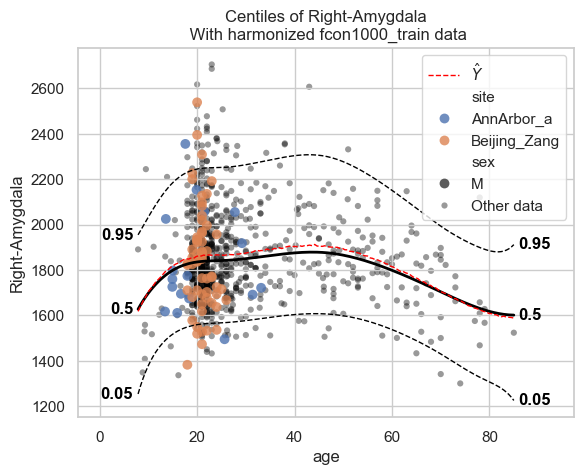 Centiles of Right-Amygdala
With harmonized fcon1000_train data
Ŷ
site
AnnArbor_a
Beijing_Zang
sex
M
Other data
Right-Amygdala
2600
2400
2200
2000
1800
1600
1400
1200
0.95
0.5
0.05
0.95
0.5
0.05
0
20
40
60
80
age